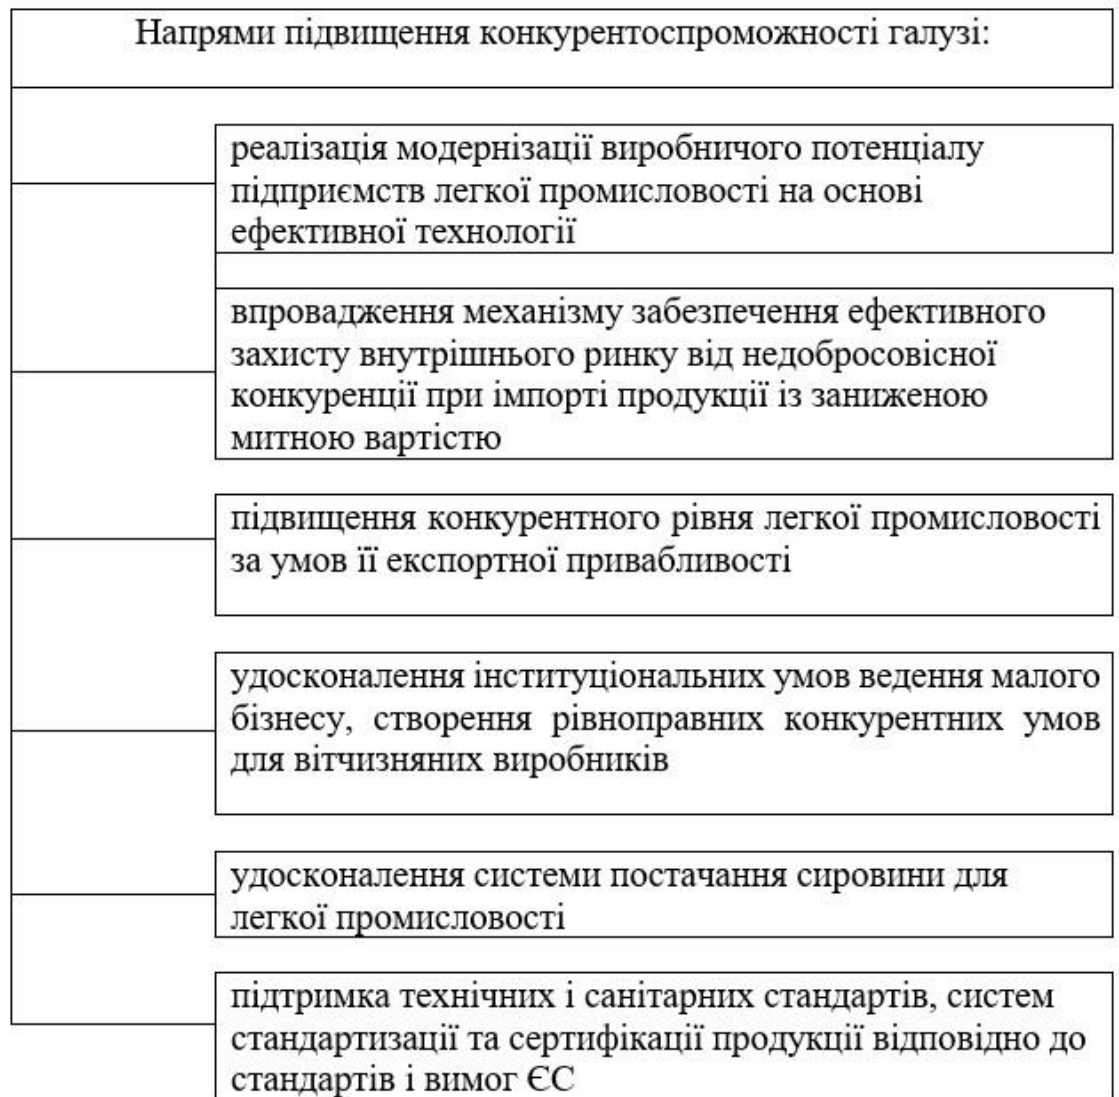 Напрями підвищення конкурентоспроможності галузі:
реалізація модернізації виробничого потенціалу
підприємств легкої промисловості на основі
ефективної технології
впровадження механізму забезпечення ефективного
захисту внутрішнього ринку від недобросовісної
конкуренції при імпорті продукції із заниженою
митною вартістю
підвищення конкурентного рівня легкої промисловості
за умов її експортної привабливості
удосконалення інституціональних умов ведення малого
бізнесу, створення рівноправних конкурентних умов
для вітчизняних виробників
удосконалення системи постачання сировини для
легкої промисловості
підтримка технічних і санітарних стандартів, систем
стандартизації та сертифікації продукції відповідно до
стандартів і вимог ЄС